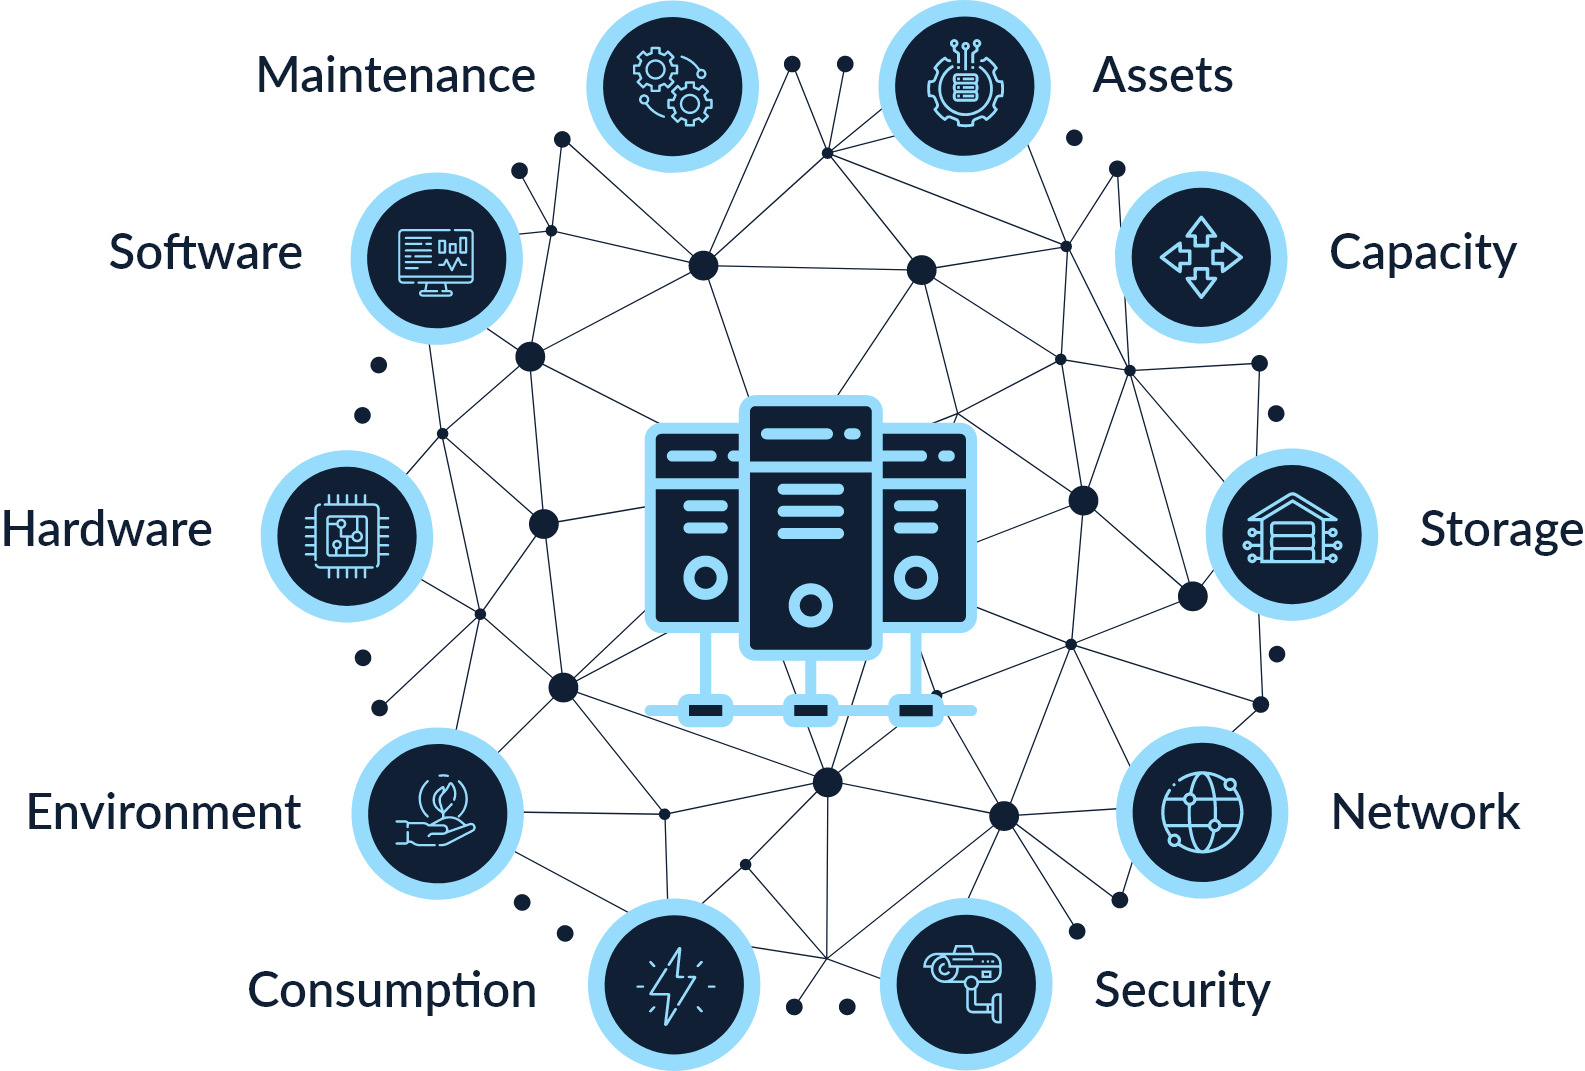 Maintenance
Assets
Software
Capacity
Hardware
Storage
Environment
Network
Consumption
Security